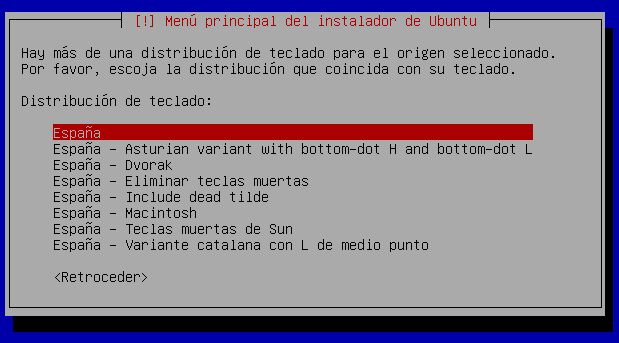 [!] Menú principal del instalador de Ubuntu
Hay más de una distribución de teclado para el origen seleccionado.
Por favor, escoja la distribución que coincida con su teclado.
Distribución de teclado:
España
España - Asturian variant with bottom-dot H and bottom-dot L
España - Dvorak
España - Eliminar teclas muertas
España - Include dead tilde
España - Macintosh
España - Teclas muertas de Sun
España - Variante catalana con L de medio punto
<Retroceder>